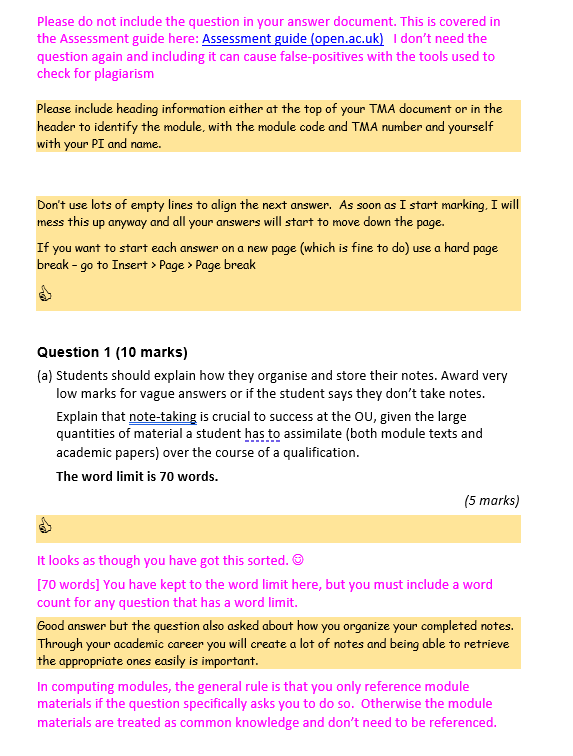 Please do not include the question in your answer document. This is covered in
the Assessment guide here: Assessment guide (open.ac.uk) I don't need the
question again and including it can cause false-positives with the tools used to
check for plagiarism
Please include heading information either at the top of your TMA document or in the
header to identify the module, with the module code and TMA number and yourself
with your PI and name.
Don't use lots of empty lines to align the next answer. As soon as I start marking, I will
mess this up anyway and all your answers will start to move down the page.
If you want to start each answer on a new page (which is fine to do) use a hard page
break – go to Insert > Page > Page break
Question 1 (10 marks)
(a) Students should explain how they organise and store their notes. Award very
low marks for vague answers or if the student says they don't take notes.
Explain that note-taking is crucial to success at the OU, given the large
quantities of material a student has to assimilate (both module texts and
academic papers) over the course of a qualification.
The word limit is 70 words.
(5 marks)
It looks as though you have got this sorted. ☺
[70 words] You have kept to the word limit here, but you must include a word
count for any question that has a word limit.
Good answer but the question also asked about how you organize your completed notes.
Through your academic career you will create a lot of notes and being able to retrieve
the appropriate ones easily is important.
In computing modules, the general rule is that you only reference module
materials if the question specifically asks you to do so. Otherwise the module
materials are treated as common knowledge and don't need to be referenced.